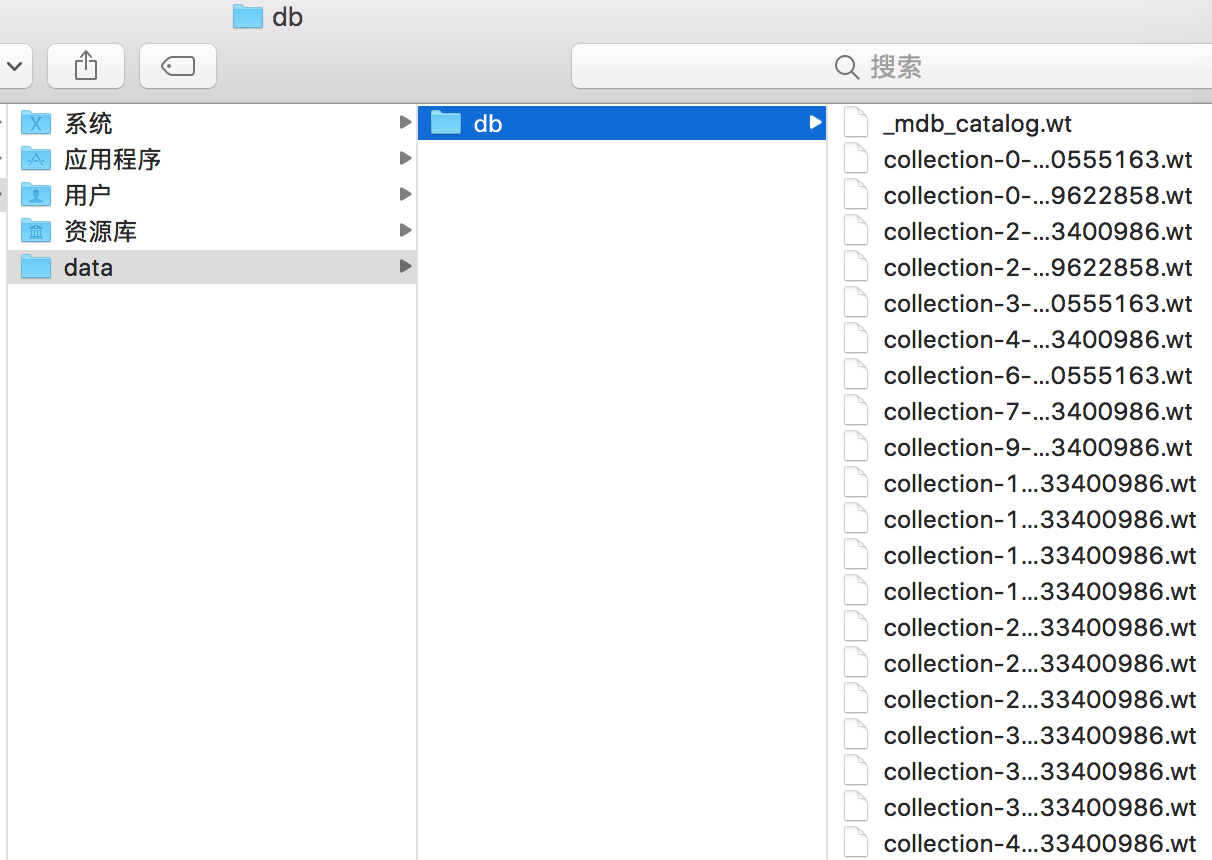 db
搜索
系统
应用程序
用户
资源库
data
db
_mdb_catalog.wt
collection-0-...0555163.wt
collection-0-...9622858.wt
collection-2-...3400986.wt
collection-2-...9622858.wt
collection-3-...0555163.wt
collection-4-...3400986.wt
collection-6-...0555163.wt
collection-7-...3400986.wt
collection-9-...3400986.wt
collection-1...33400986.wt
collection-1...33400986.wt
collection-1...33400986.wt
collection-1...33400986.wt
collection-2...33400986.wt
collection-2...33400986.wt
collection-2...33400986.wt
collection-3...33400986.wt
collection-3...33400986.wt
collection-3...33400986.wt
collection-4...33400986.wt